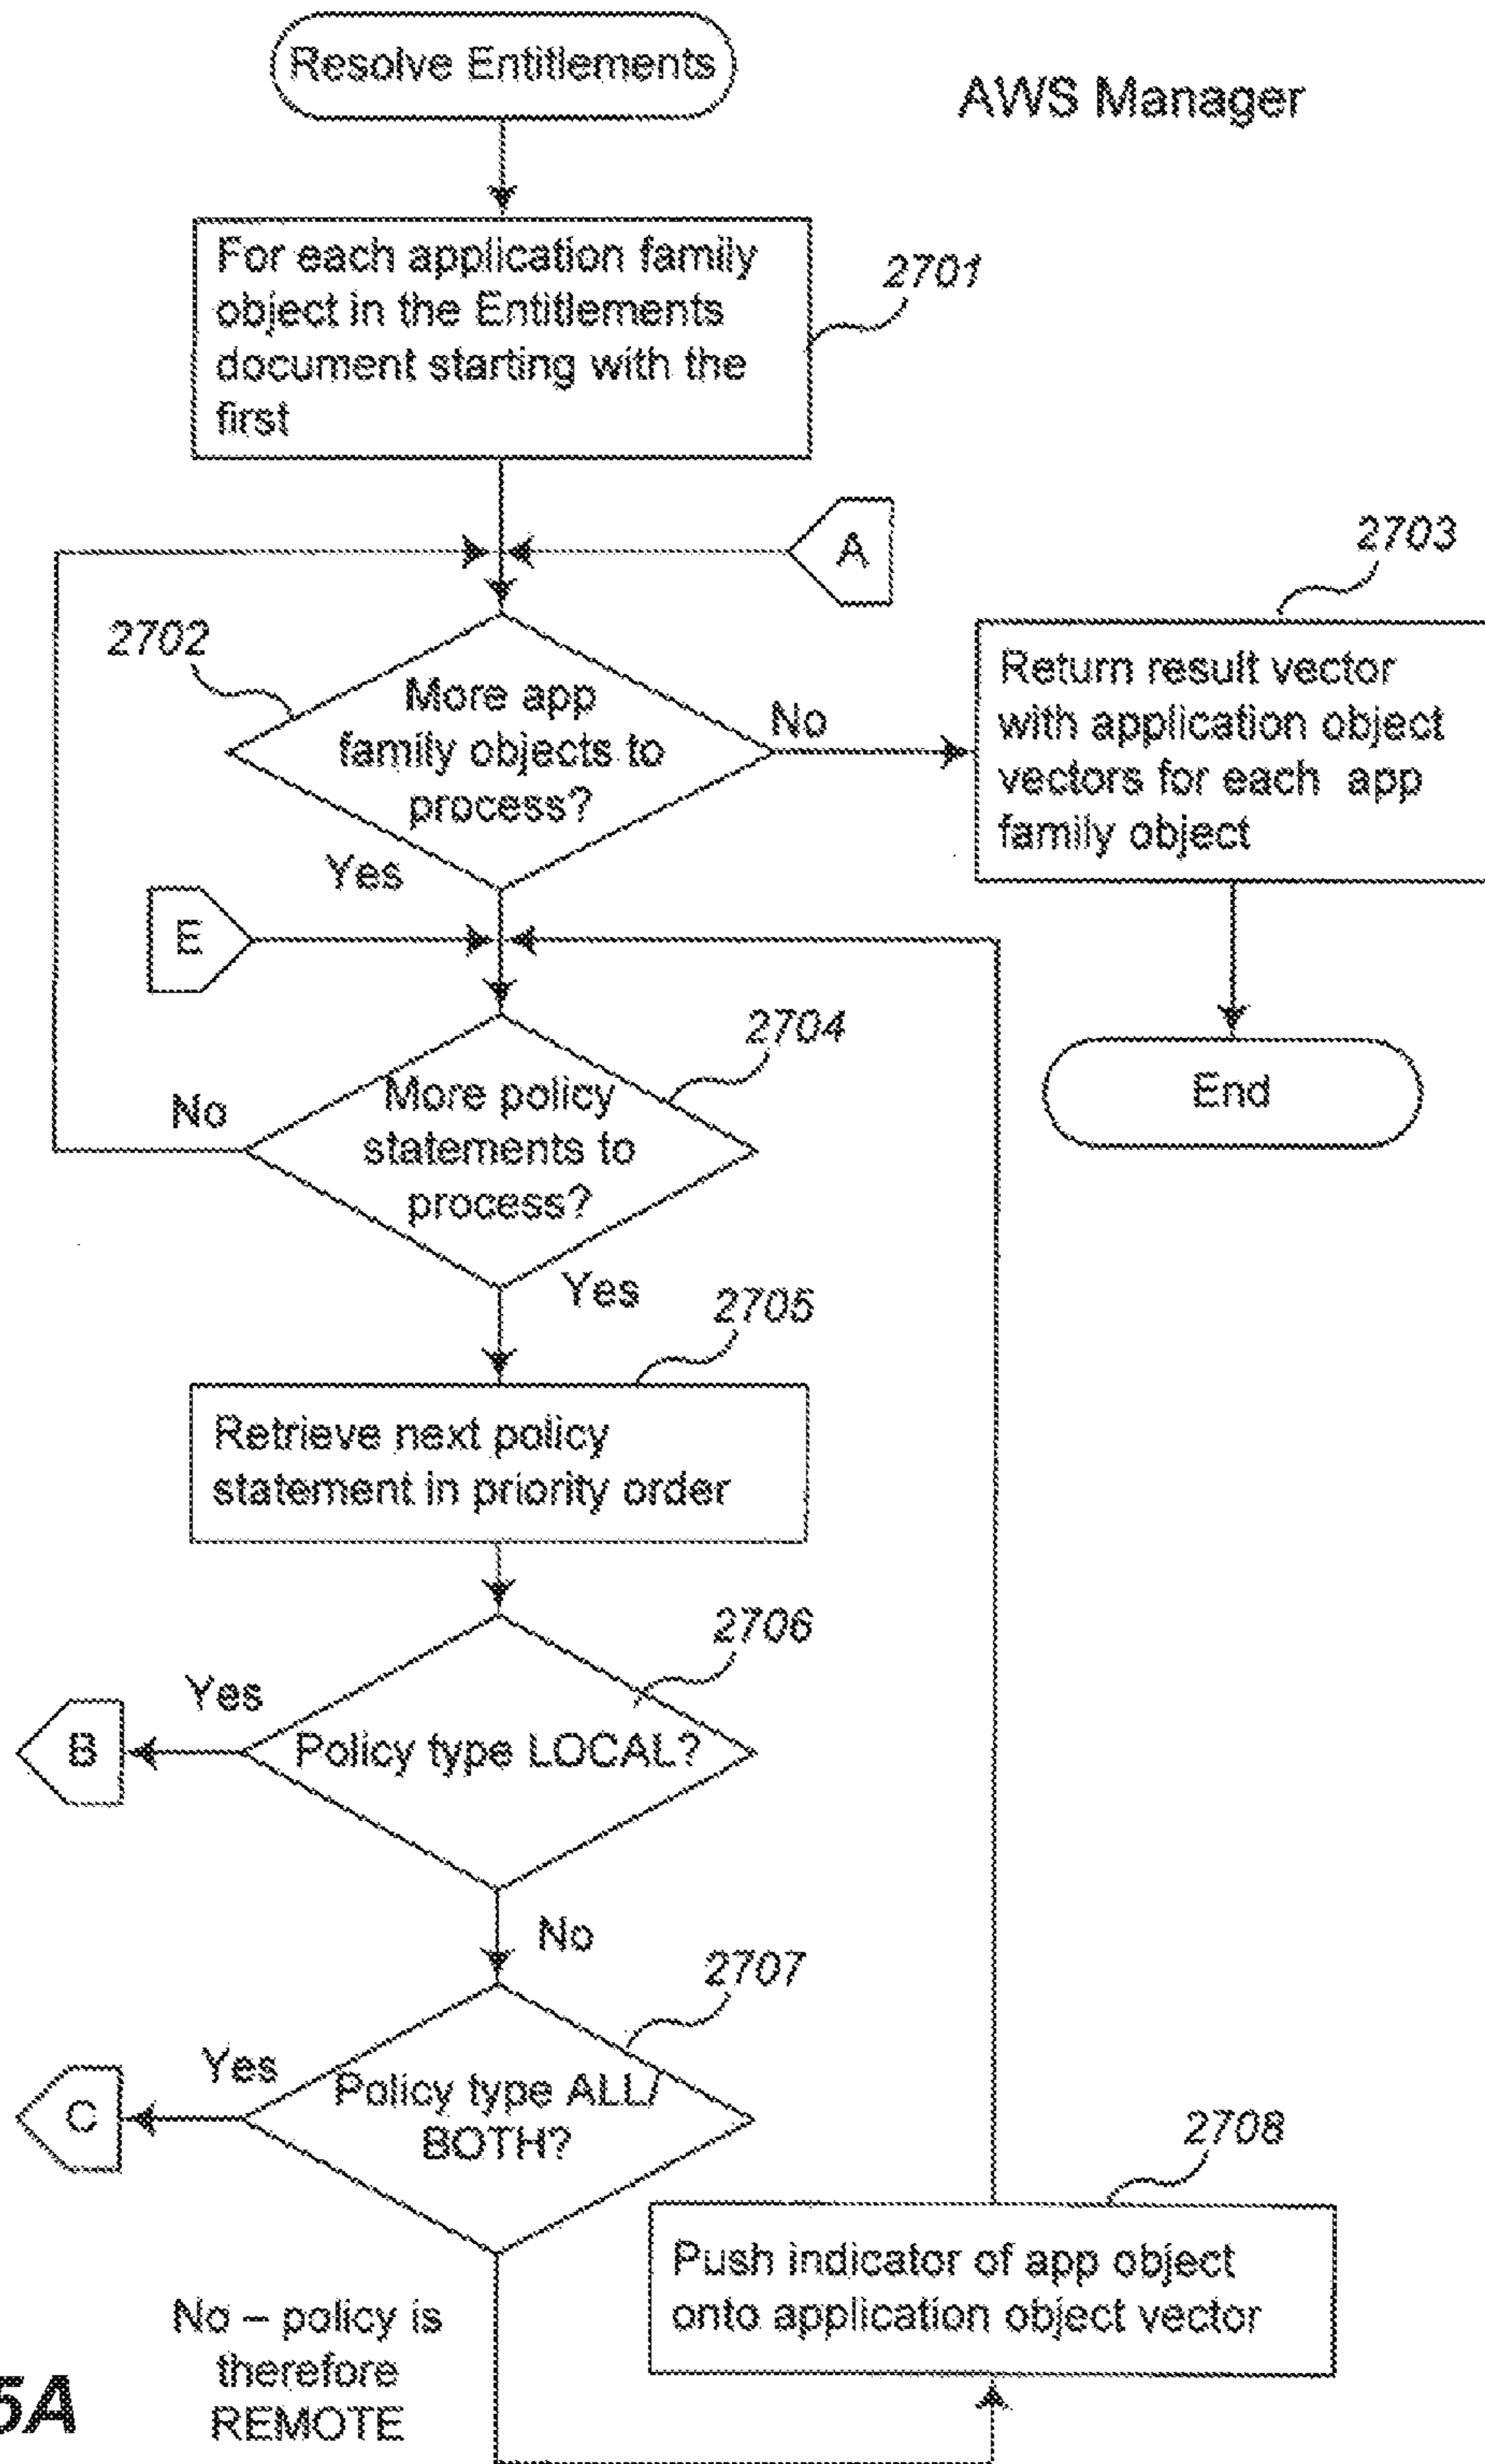 Resolve Entitlements
AWS Manager
For each application family
object in the Entitlements
document starting with the
first
2701
A
2703
2702
More app
family objects to
process?
No
Return result vector
with application object
vectors for each app
family object
Yes
E
2704
No
More policy
statements to
process?
End
Yes
2705
Retrieve next policy
statement in priority order
2706
Yes
B
Policy type LOCAL?
No
2707
Yes
C
Policy type ALL/
BOTH?
2708
Push indicator of app object
onto application object vector
No – policy is
therefore
REMOTE
5A